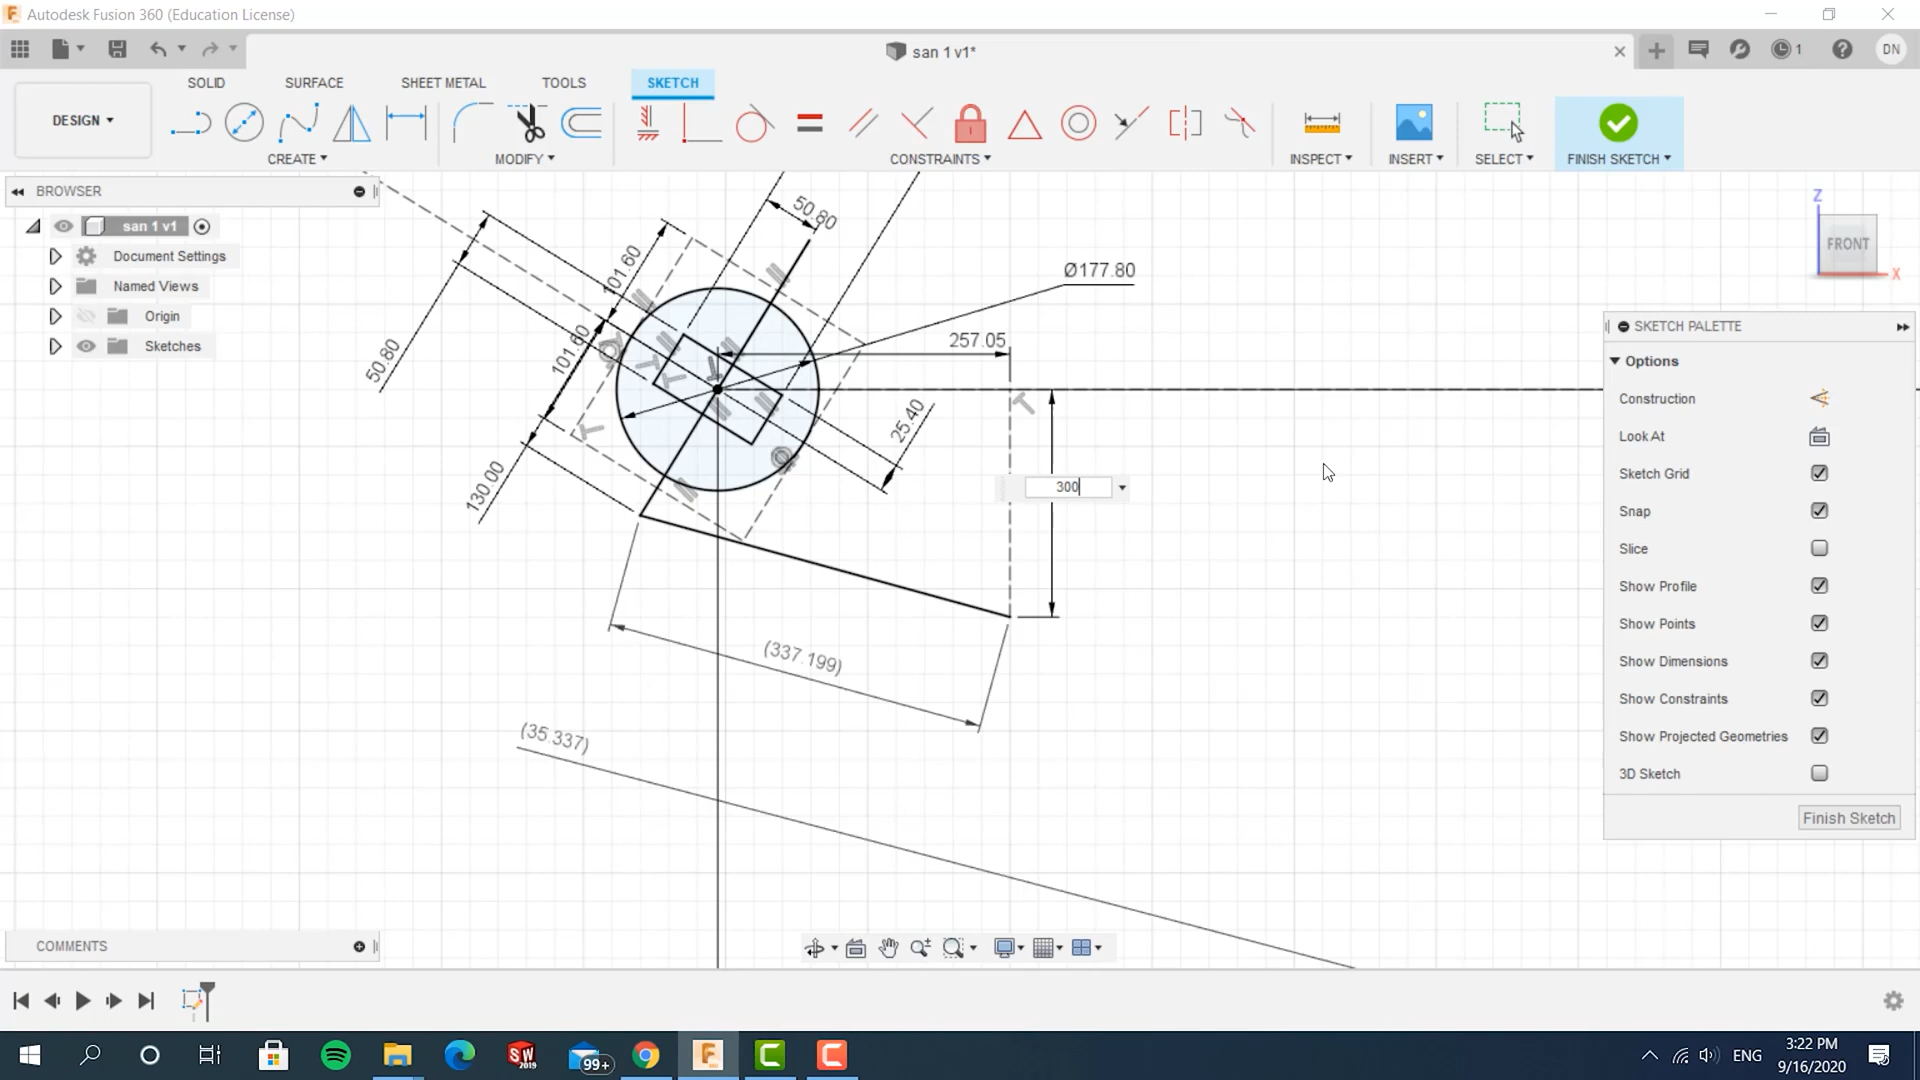 Autodesk Fusion 360 (Education License)
san 1 v1*
1
DN
SOLID
SURFACE
SHEET METAL
TOOLS
SKETCH
DESIGN
CREATE
MODIFY
CONSTRAINTS
INSPECT
INSERT
SELECT
FINISH SKETCH
BROWSER
san 1 v1
Document Settings
Named Views
Origin
Sketches
50.80
101.60
Ø177.80
257.05
101.60
50.80
25.40
130.00
300
(337.199)
(35.337)
Z
FRONT
X
SKETCH PALETTE
Options
Construction
Look At
Sketch Grid
Snap
Slice
Show Profile
Show Points
Show Dimensions
Show Constraints
Show Projected Geometries
3D Sketch
Finish Sketch
COMMENTS
SW
2019
99+
ENG
3:22 PM
9/16/2020